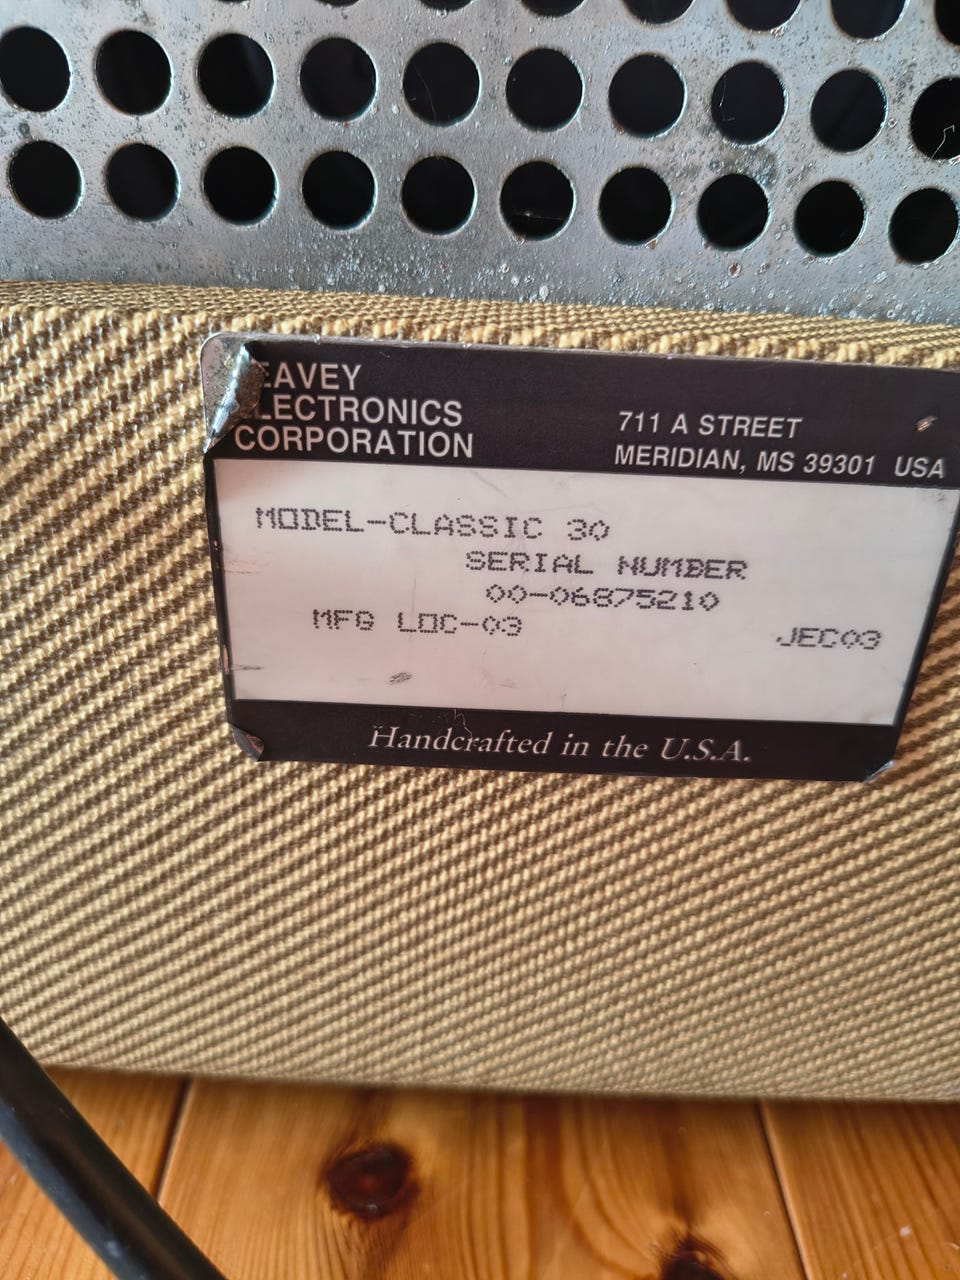 EAVEY
LECTRONICS
CORPORATION
711 A STREET
MERIDIAN, MS 39301 USA
MODEL-CLASSIC 30
SERIAL NUMBER
00-06875210
MFG LOC-03
JEC03
Handcrafted in the U.S.A.